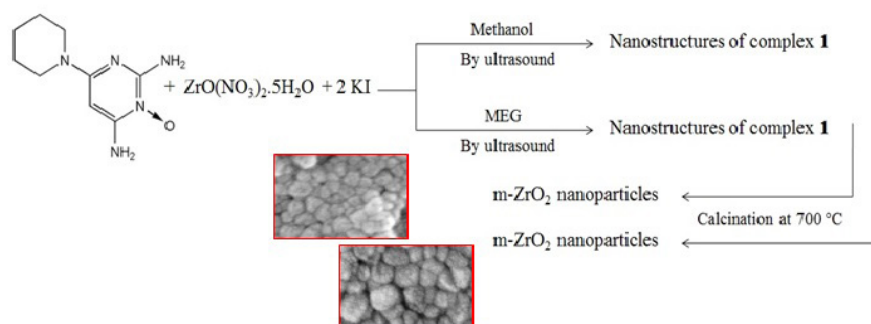 Methanol
By ultrasound
Nanostructures of complex 1
N
N
NH₂
N
O
NH₂
+ ZrO(NO₃)₂.5H₂O + 2 KI
MEG
By ultrasound
Nanostructures of complex 1
m-ZrO₂ nanoparticles
Calcination at 700 °C
m-ZrO₂ nanoparticles